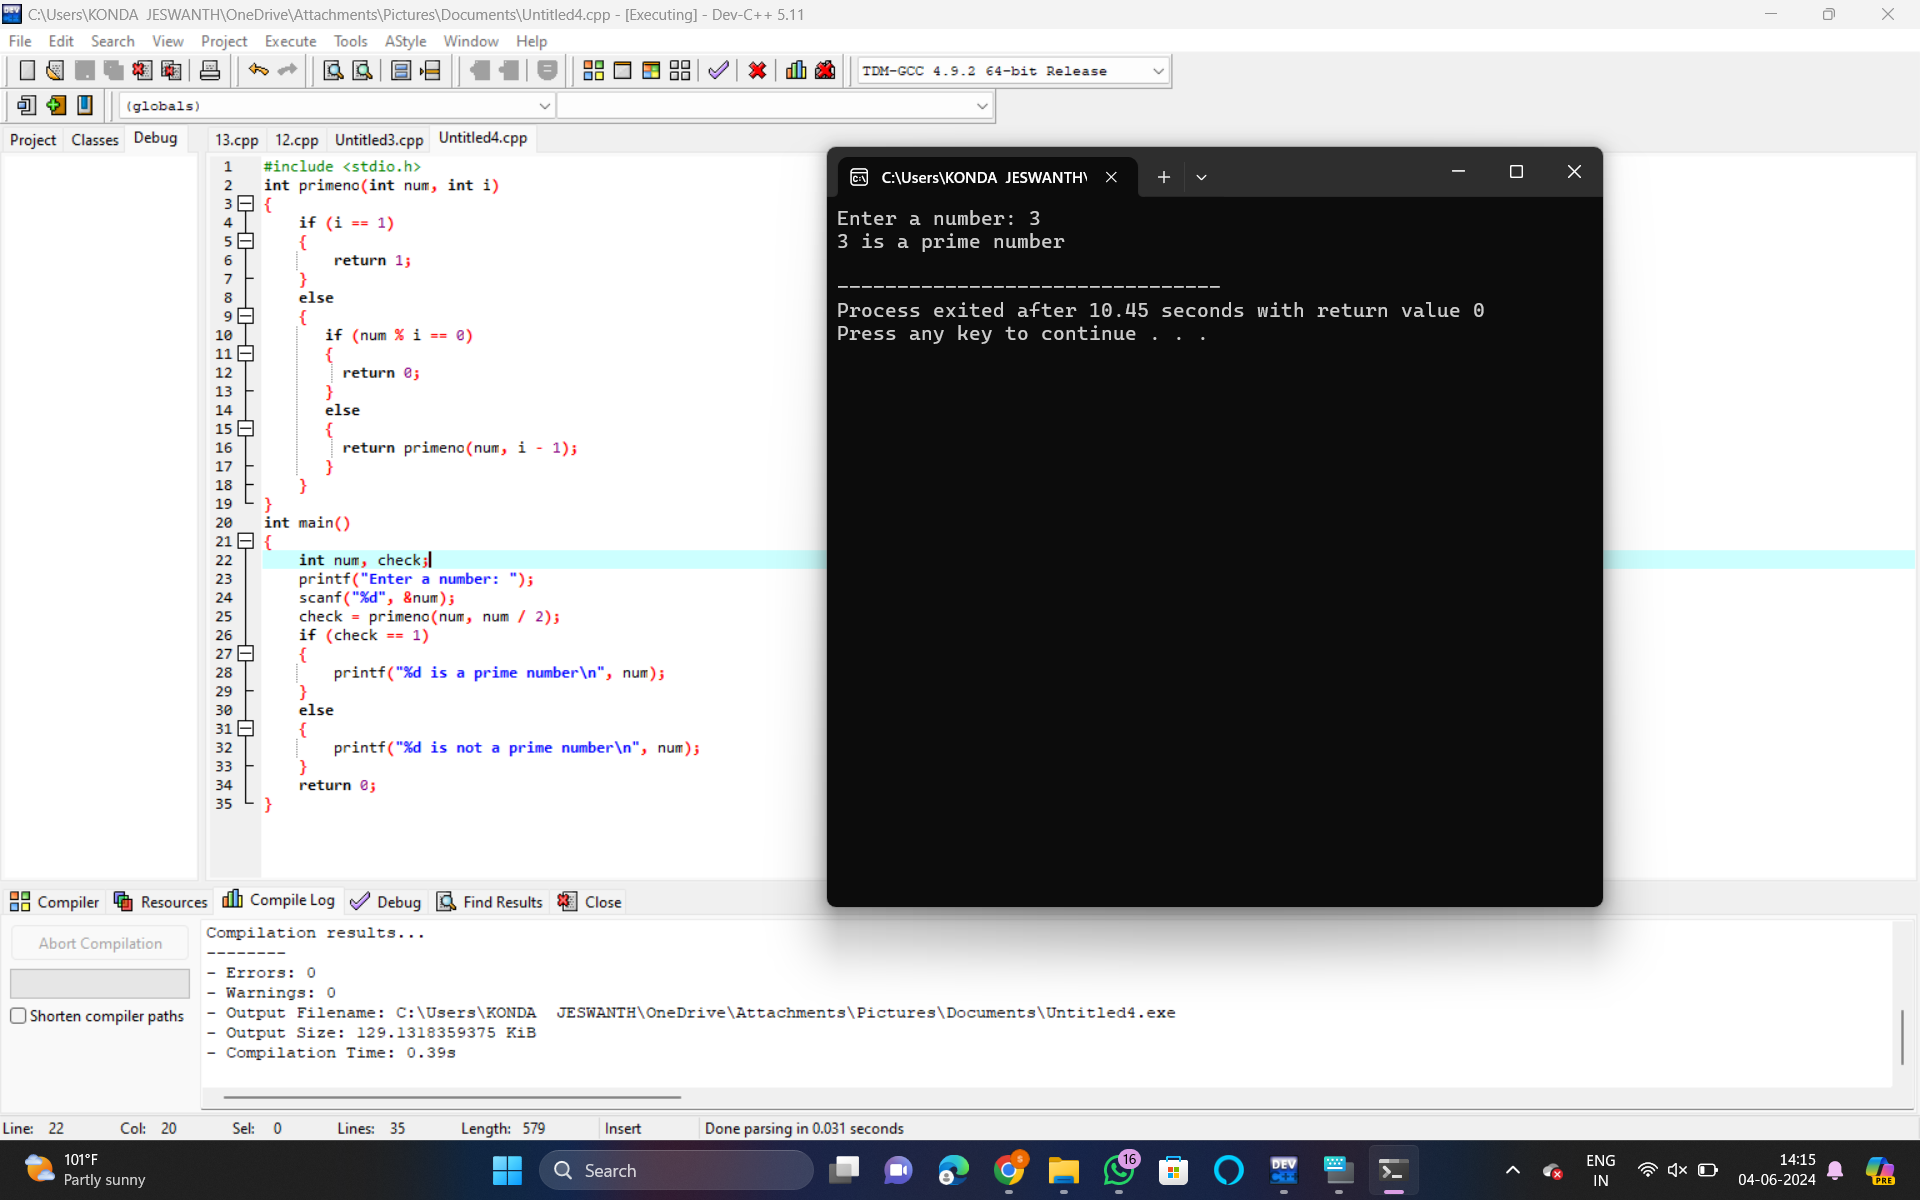 C:\Users\KONDA  JESWANTH\OneDrive\Attachments\Pictures\Documents\Untitled4.cpp - [Executing] - Dev-C++ 5.11
File Edit Search View Project Execute Tools AStyle Window Help
TDM-GCC 4.9.2 64-bit Release
(globals)
Project Classes Debug 13.cpp 12.cpp Untitled3.cpp Untitled4.cpp
1 #include <stdio.h>
2 int primeno(int num, int i)
3 {
4 if (i == 1)
5 {
6 return 1;
7 }
8 else
9 {
10 if (num % i == 0)
11 {
12 return 0;
13 }
14 else
15 {
16 return primeno(num, i - 1);
17 }
18 }
19 }
20 int main()
21 {
22 int num, check;
23 printf("Enter a number: ");
24 scanf("%d", &num);
25 check = primeno(num, num / 2);
26 if (check == 1)
27 {
28 printf("%d is a prime number\n", num);
29 }
30 else
31 {
32 printf("%d is not a prime number\n", num);
33 }
34 return 0;
35 }
C:\Users\KONDA  JESWANTH\
Enter a number: 3
3 is a prime number
--------------------------------
Process exited after 10.45 seconds with return value 0
Press any key to continue . . .
Compiler Resources Compile Log Debug Find Results Close
Abort Compilation
Shorten compiler paths
Compilation results...
--------
- Errors: 0
- Warnings: 0
- Output Filename: C:\Users\KONDA  JESWANTH\OneDrive\Attachments\Pictures\Documents\Untitled4.exe
- Output Size: 129.1318359375 KiB
- Compilation Time: 0.39s
Line: 22 Col: 20 Sel: 0 Lines: 35 Length: 579 Insert Done parsing in 0.031 seconds
101°F
Partly sunny
Search
S
16
DEV
ENG
IN
14:15
04-06-2024
PRE